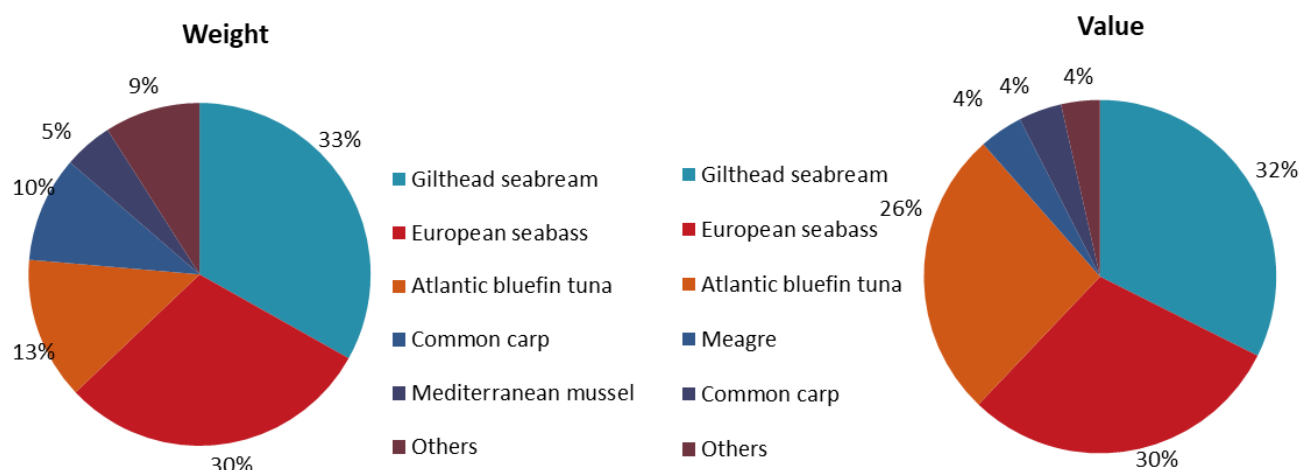 Weight
9%
5%
33%
10%
13%
30%
Gilthead seabream
European seabass
Atlantic bluefin tuna
Common carp
Mediterranean mussel
Others
Value
4%
4%
4%
32%
26%
30%
Gilthead seabream
European seabass
Atlantic bluefin tuna
Meagre
Common carp
Others